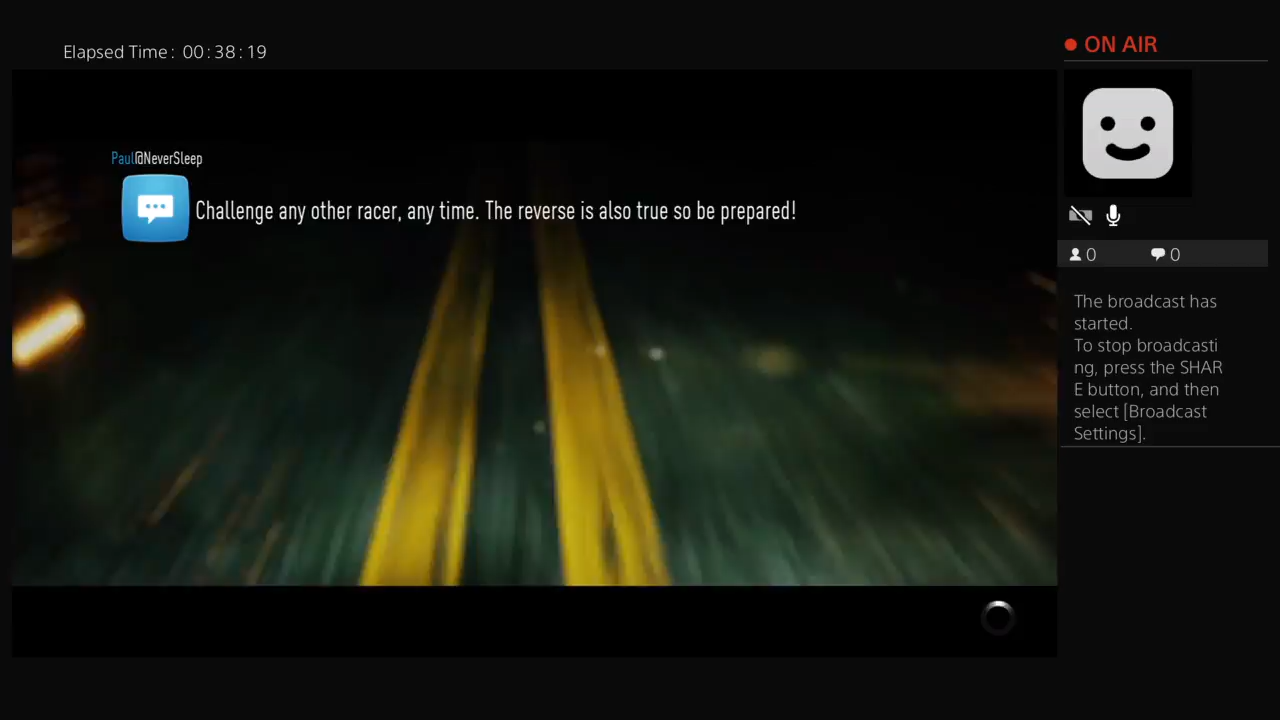 Elapsed Time: 00:38:19
ON AIR
Paul@NeverSleep
Challenge any other racer, any time. The reverse is also true so be prepared!
0 0
The broadcast has
started.
To stop broadcasti
ng, press the SHAR
E button, and then
select [Broadcast
Settings].